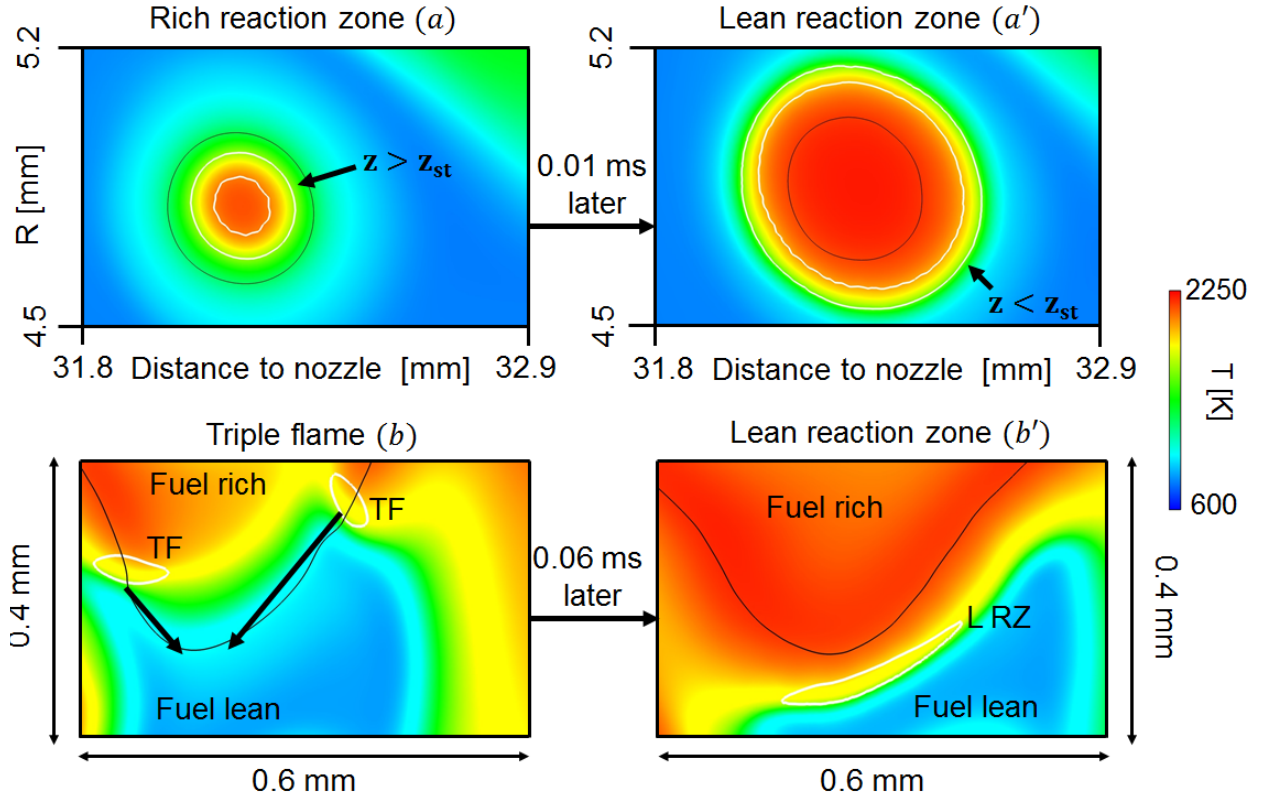 Rich reaction zone (a)
Lean reaction zone (a′)
5.2
R [mm]
4.5
z > z_st
0.01 ms
later
5.2
4.5
z < z_st
31.8 Distance to nozzle [mm] 32.9
31.8 Distance to nozzle [mm] 32.9
2250
T [K]
600
Triple flame (b)
Lean reaction zone (b′)
0.4 mm
Fuel rich
TF
TF
Fuel lean
0.06 ms
later
Fuel rich
L RZ
Fuel lean
0.4 mm
0.6 mm
0.6 mm